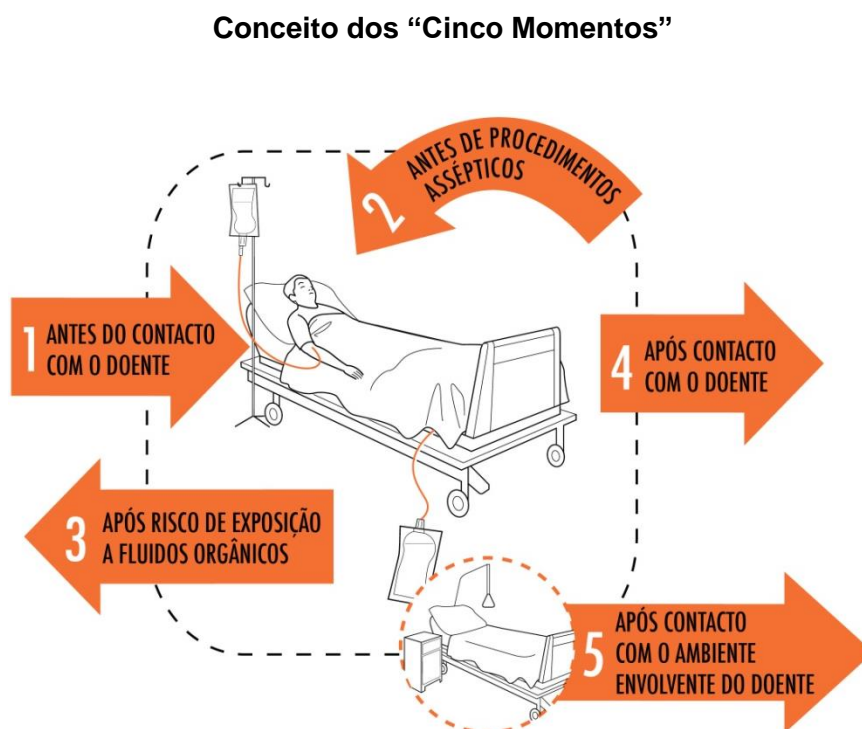 Conceito dos “Cinco Momentos”
2 ANTES DE PROCEDIMENTOS
ASSÉPTICOS
1 ANTES DO CONTACTO
COM O DOENTE
4 APÓS CONTACTO
COM O DOENTE
3 APÓS RISCO DE EXPOSIÇÃO
A FLUIDOS ORGÂNICOS
5 APÓS CONTACTO
COM O AMBIENTE
ENVOLVENTE DO DOENTE